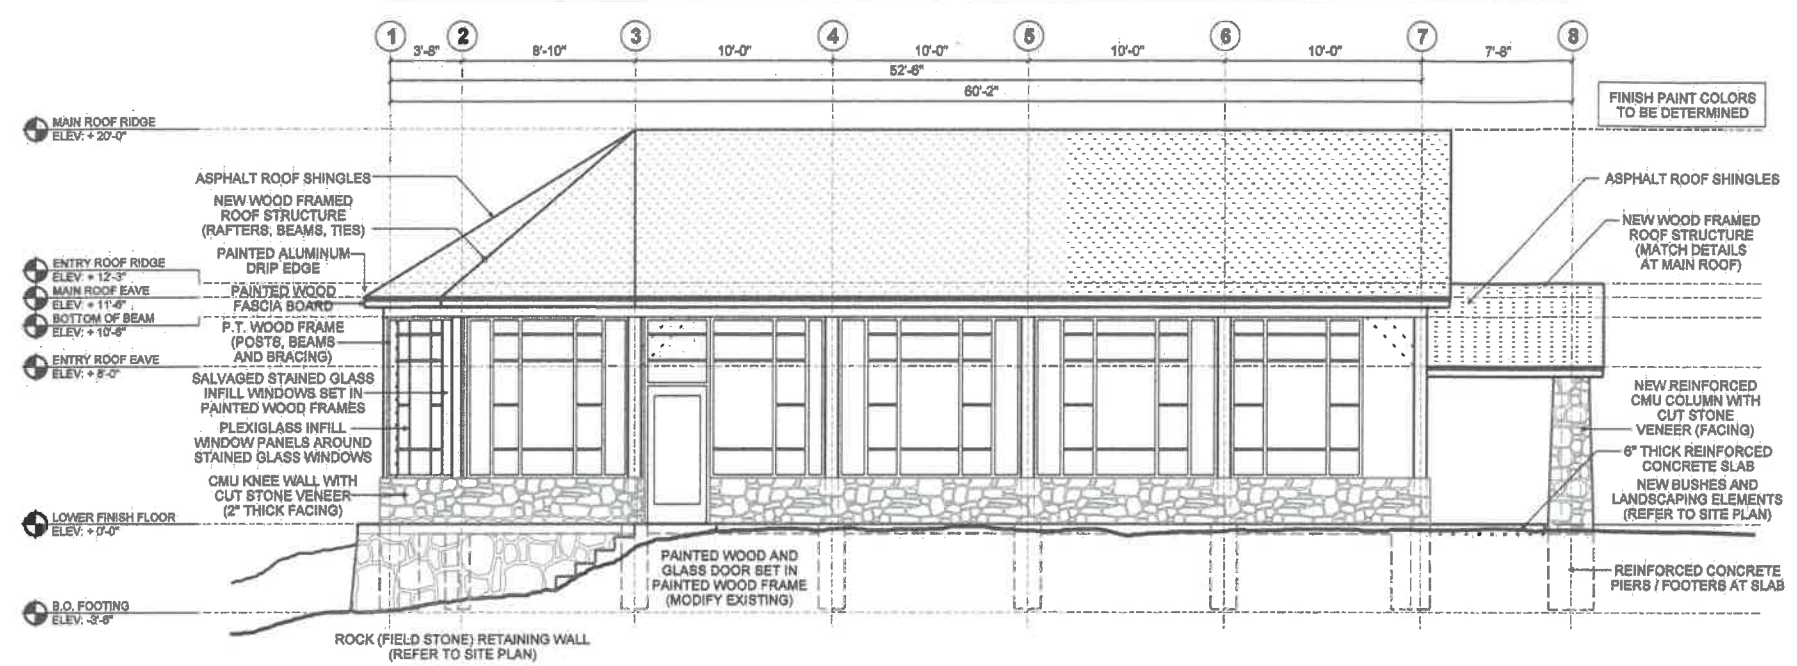 1 2 3 4 5 6 7 8
3'-8" 8'-10" 10'-0" 10'-0" 10'-0" 10'-0" 7'-8"
52'-6"
60'-2"
FINISH PAINT COLORS
TO BE DETERMINED
MAIN ROOF RIDGE
ELEV: + 20'-0"
ENTRY ROOF RIDGE
ELEV: + 12'-3"
MAIN ROOF EAVE
ELEV: + 11'-6"
BOTTOM OF BEAM
ELEV: + 10'-6"
ENTRY ROOF EAVE
ELEV: + 8'-0"
LOWER FINISH FLOOR
ELEV: + 0'-0"
B.O. FOOTING
ELEV: -3'-6"
ASPHALT ROOF SHINGLES
NEW WOOD FRAMED
ROOF STRUCTURE
(RAFTERS, BEAMS, TIES)
PAINTED ALUMINUM
DRIP EDGE
PAINTED WOOD
FASCIA BOARD
P.T. WOOD FRAME
(POSTS, BEAMS
AND BRACING)
SALVAGED STAINED GLASS
INFILL WINDOWS SET IN
PAINTED WOOD FRAMES
PLEXIGLASS INFILL
WINDOW PANELS AROUND
STAINED GLASS WINDOWS
CMU KNEE WALL WITH
CUT STONE VENEER
(2" THICK FACING)
ROCK (FIELD STONE) RETAINING WALL
(REFER TO SITE PLAN)
PAINTED WOOD AND
GLASS DOOR SET IN
PAINTED WOOD FRAME
(MODIFY EXISTING)
ASPHALT ROOF SHINGLES
NEW WOOD FRAMED
ROOF STRUCTURE
(MATCH DETAILS
AT MAIN ROOF)
NEW REINFORCED
CMU COLUMN WITH
CUT STONE
VENEER (FACING)
6" THICK REINFORCED
CONCRETE SLAB
NEW BUSHES AND
LANDSCAPING ELEMENTS
(REFER TO SITE PLAN)
REINFORCED CONCRETE
PIERS / FOOTERS AT SLAB